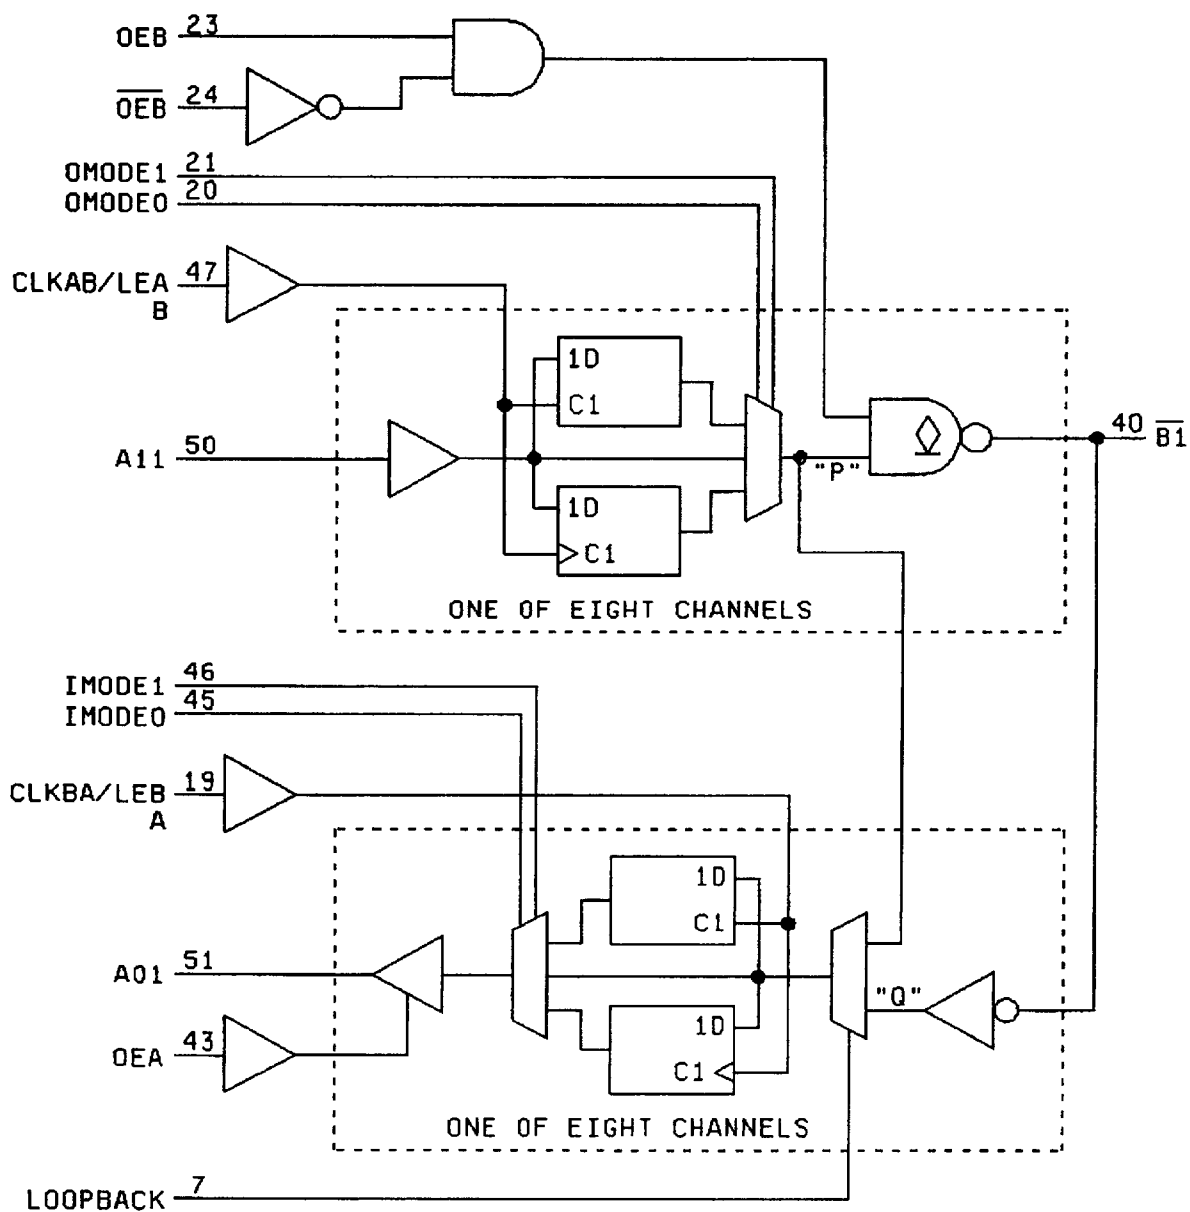 OEB 23
OEB 24
OMODE1 21
OMODE0 20
CLKAB/LEA 47
B
1D
C1
A11 50
"P"
40 B1
1D
C1
ONE OF EIGHT CHANNELS
IMODE1 46
IMODE0 45
CLKBA/LEB 19
A
1D
C1
A01 51
"Q"
1D
OEA 43
C1
ONE OF EIGHT CHANNELS
LOOPBACK 7